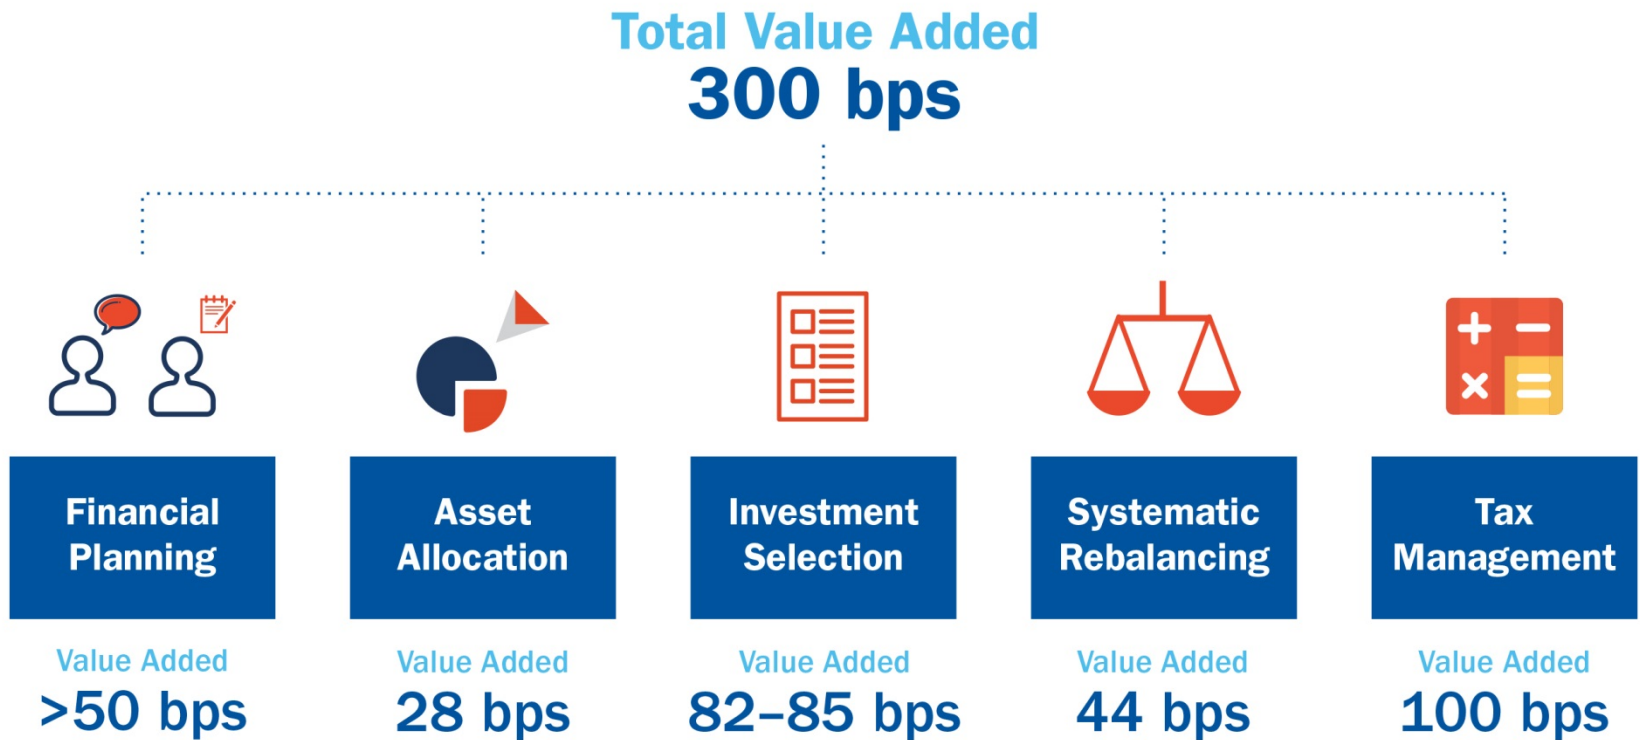 Total Value Added
300 bps
Financial
Planning
Value Added
>50 bps
Asset
Allocation
Value Added
28 bps
Investment
Selection
Value Added
82–85 bps
Systematic
Rebalancing
Value Added
44 bps
Tax
Management
Value Added
100 bps